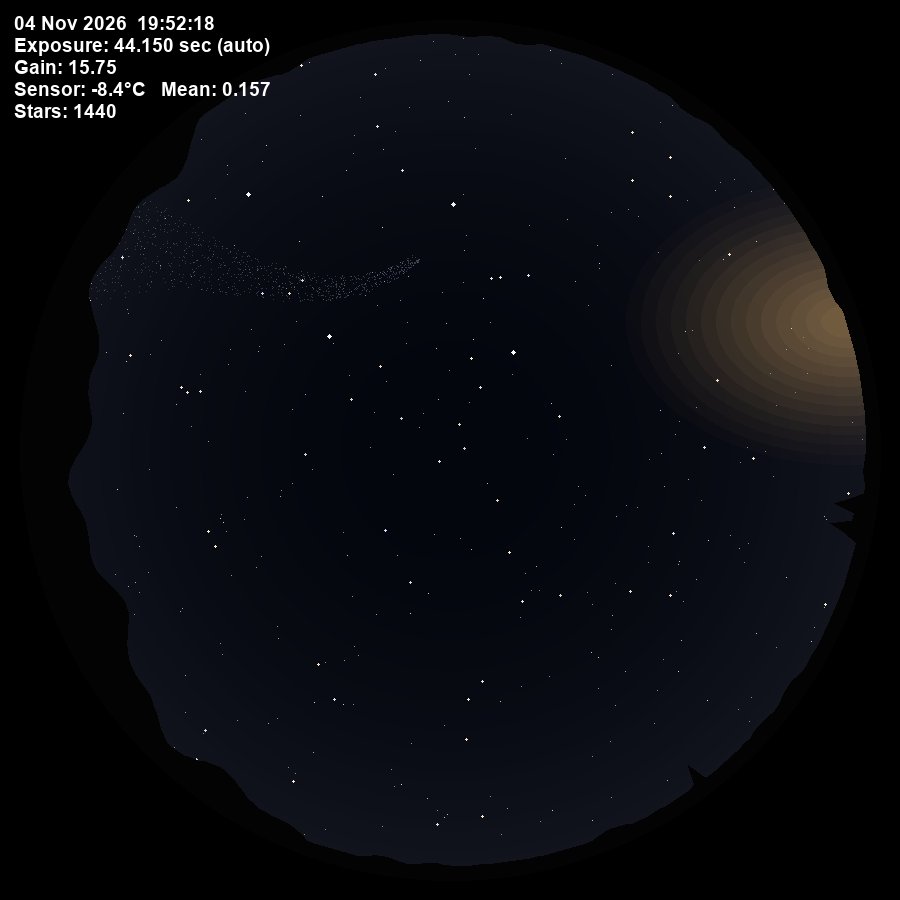 04 Nov 2026  19:52:18
Exposure: 44.150 sec (auto)
Gain: 15.75
Sensor: -8.4°C   Mean: 0.157
Stars: 1440